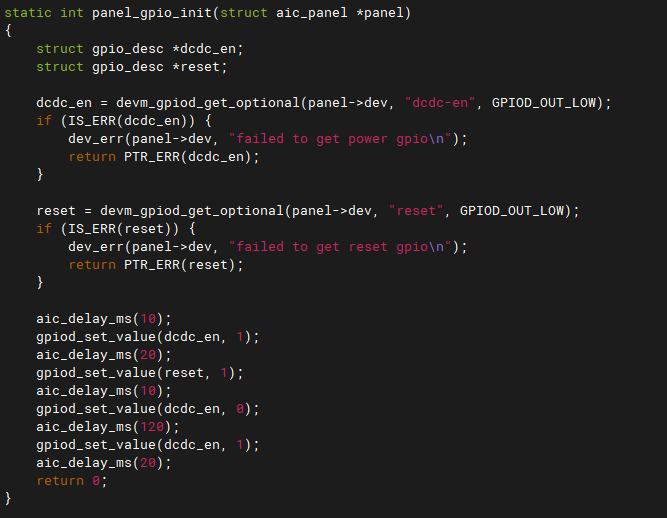 static int panel_gpio_init(struct aic_panel *panel)
{
    struct gpio_desc *dcdc_en;
    struct gpio_desc *reset;

    dcdc_en = devm_gpiod_get_optional(panel->dev, "dcdc-en", GPIOD_OUT_LOW);
    if (IS_ERR(dcdc_en)) {
        dev_err(panel->dev, "failed to get power gpio\n");
        return PTR_ERR(dcdc_en);
    }

    reset = devm_gpiod_get_optional(panel->dev, "reset", GPIOD_OUT_LOW);
    if (IS_ERR(reset)) {
        dev_err(panel->dev, "failed to get reset gpio\n");
        return PTR_ERR(reset);
    }

    aic_delay_ms(10);
    gpiod_set_value(dcdc_en, 1);
    aic_delay_ms(20);
    gpiod_set_value(reset, 1);
    aic_delay_ms(10);
    gpiod_set_value(dcdc_en, 0);
    aic_delay_ms(120);
    gpiod_set_value(dcdc_en, 1);
    aic_delay_ms(20);
    return 0;
}